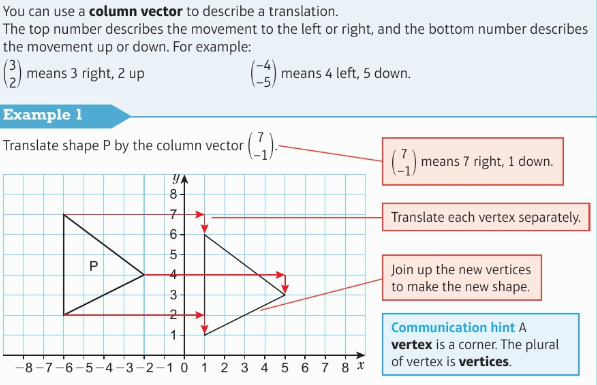 You can use a column vector to describe a translation.
The top number describes the movement to the left or right, and the bottom number describes
the movement up or down. For example:
(3
2) means 3 right, 2 up
(−4
−5) means 4 left, 5 down.
Example 1
Translate shape P by the column vector (7
−1).
(7
−1) means 7 right, 1 down.
Translate each vertex separately.
Join up the new vertices
to make the new shape.
Communication hint A
vertex is a corner. The plural
of vertex is vertices.
y
8
7
6
5
4
3
2
1
P
−8 −7 −6 −5 −4 −3 −2 −1 0 1 2 3 4 5 6 7 8 x